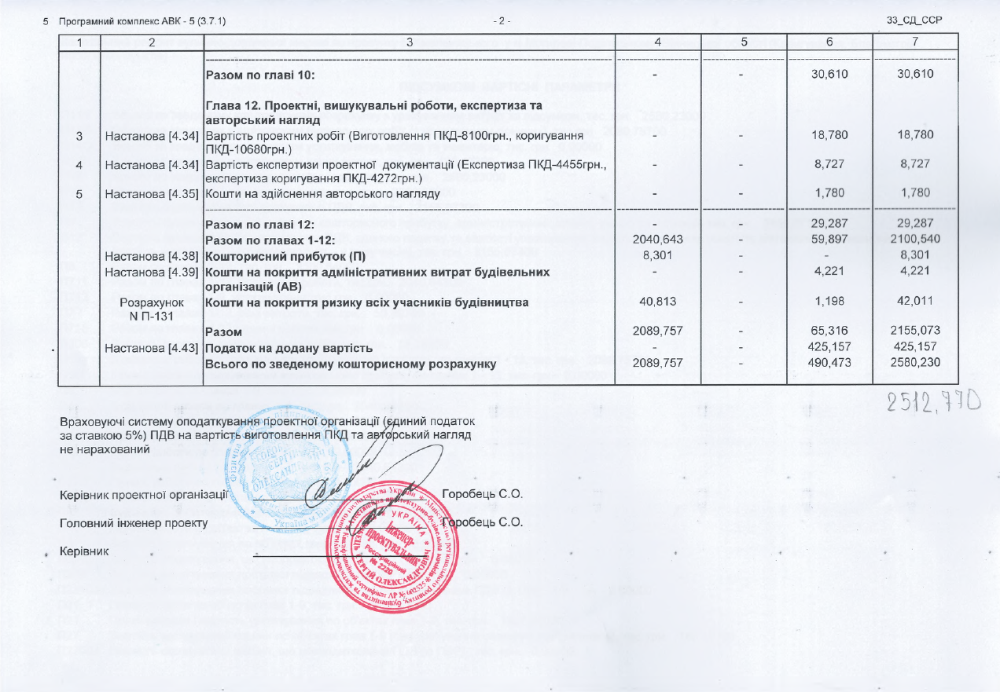 5 Програмний комплекс АВК - 5 (3.7.1) - 2 - 33_СД_ССР
1 2 3 4 5 6 7
Разом по главі 10: - - 30,610 30,610
Глава 12. Проектні, вишукувальні роботи, експертиза та
авторський нагляд
3 Настанова [4.34] Вартість проектних робіт (Виготовлення ПКД-8100грн., коригування - - 18,780 18,780
ПКД-10680грн.)
4 Настанова [4.34] Вартість експертизи проектної документації (Експертиза ПКД-4455грн., - - 8,727 8,727
експертиза коригування ПКД-4272грн.)
5 Настанова [4.35] Кошти на здійснення авторського нагляду - - 1,780 1,780
Разом по главі 12: - - 29,287 29,287
Разом по главах 1-12: 2040,643 - 59,897 2100,540
Настанова [4.38] Кошторисний прибуток (П) 8,301 - - 8,301
Настанова [4.39] Кошти на покриття адміністративних витрат будівельних - - 4,221 4,221
організацій (АВ)
Розрахунок Кошти на покриття ризику всіх учасників будівництва 40,813 - 1,198 42,011
N П-131
Разом 2089,757 - 65,316 2155,073
Настанова [4.43] Податок на додану вартість - - 425,157 425,157
Всього по зведеному кошторисному розрахунку 2089,757 - 490,473 2580,230
2512,770
Враховуючі систему оподаткування проектної організації (єдиний податок
за ставкою 5%) ПДВ на вартість виготовлення ПКД та авторський нагляд
не нарахований
Керівник проектної організації Горобець С.О.
Головний інженер проекту Горобець С.О.
Керівник
УКРАЇНА
Інженер-
проектувальник
Реєстраційний
№ 2220
СЕРГІЙ ОЛЕКСАНДРОВИЧ